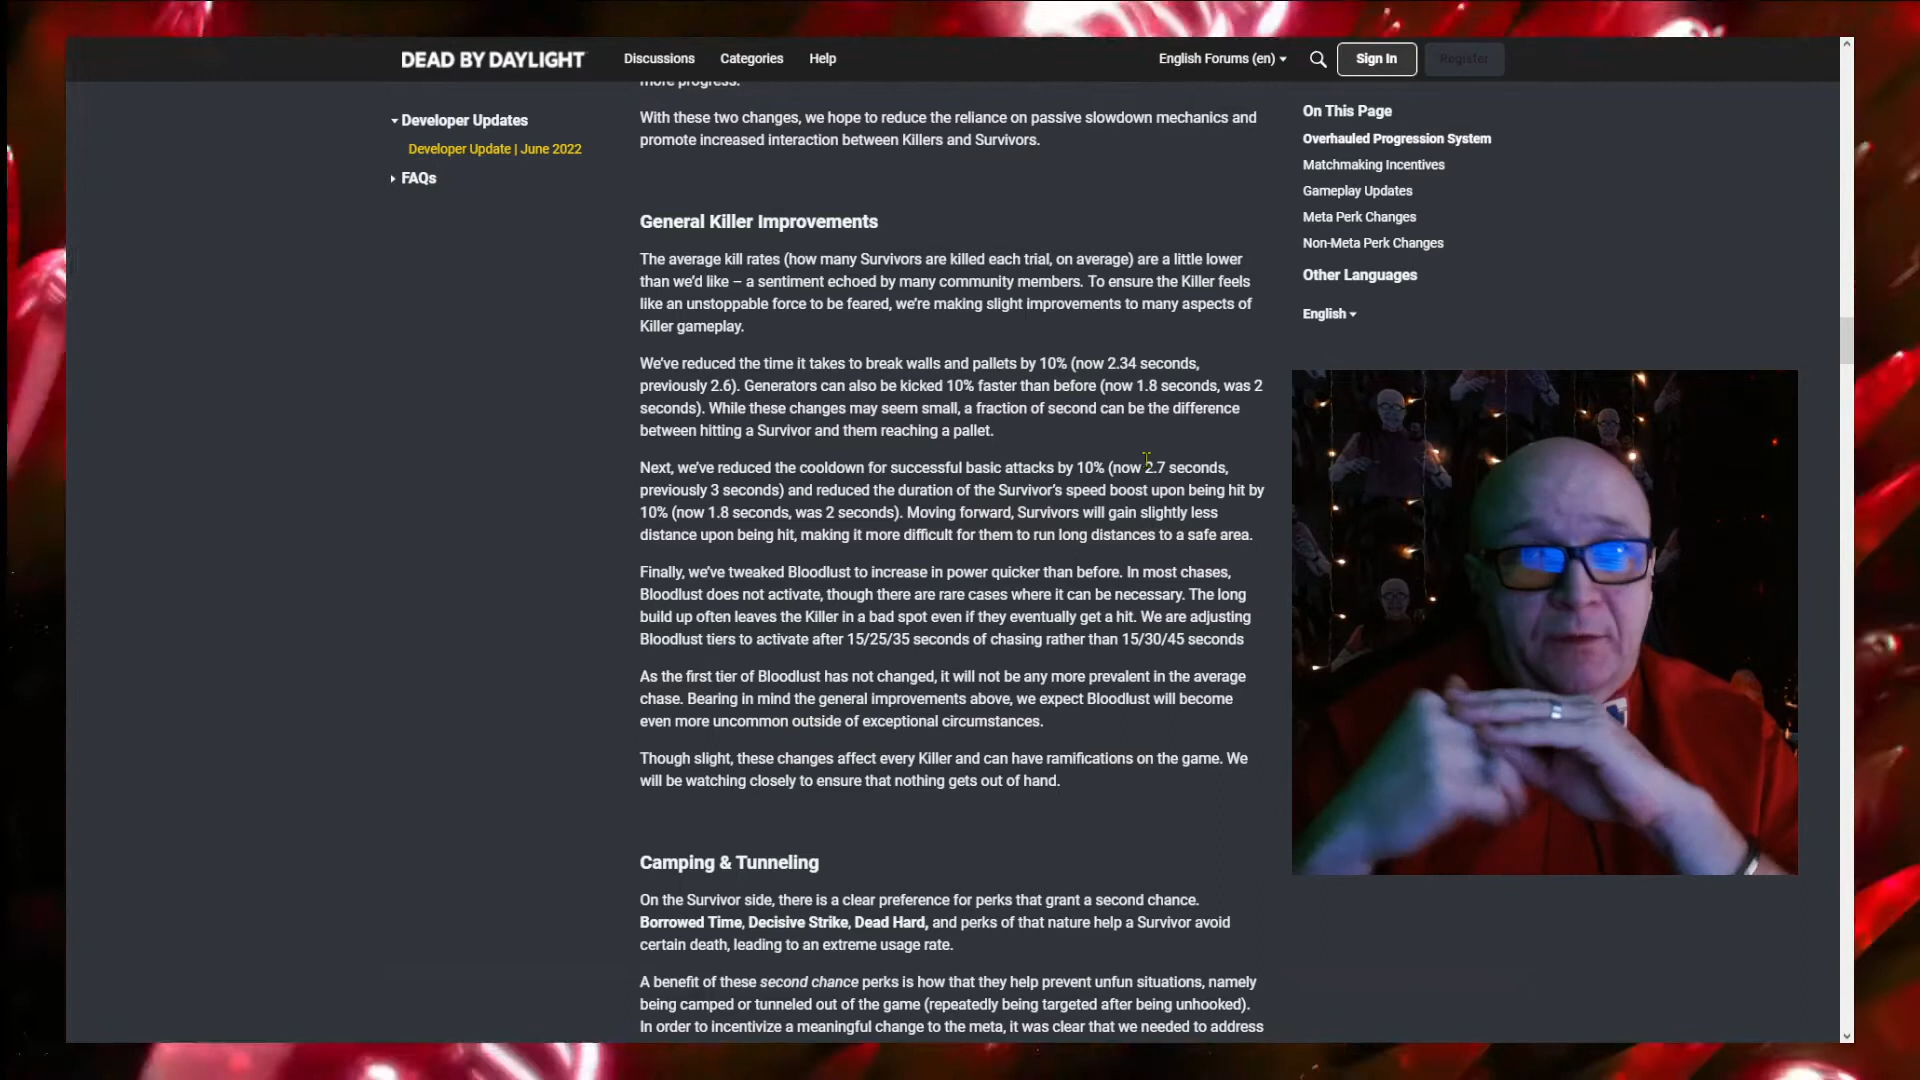 DEAD BY DAYLIGHT
Discussions
Categories
Help
English Forums (en)
Sign In
Register
Developer Updates
Developer Update | June 2022
FAQs
more progress.
With these two changes, we hope to reduce the reliance on passive slowdown mechanics and
promote increased interaction between Killers and Survivors.
General Killer Improvements
The average kill rates (how many Survivors are killed each trial, on average) are a little lower
than we'd like – a sentiment echoed by many community members. To ensure the Killer feels
like an unstoppable force to be feared, we're making slight improvements to many aspects of
Killer gameplay.
We've reduced the time it takes to break walls and pallets by 10% (now 2.34 seconds,
previously 2.6). Generators can also be kicked 10% faster than before (now 1.8 seconds, was 2
seconds). While these changes may seem small, a fraction of second can be the difference
between hitting a Survivor and them reaching a pallet.
Next, we've reduced the cooldown for successful basic attacks by 10% (now 2.7 seconds,
previously 3 seconds) and reduced the duration of the Survivor's speed boost upon being hit by
10% (now 1.8 seconds, was 2 seconds). Moving forward, Survivors will gain slightly less
distance upon being hit, making it more difficult for them to run long distances to a safe area.
Finally, we've tweaked Bloodlust to increase in power quicker than before. In most chases,
Bloodlust does not activate, though there are rare cases where it can be necessary. The long
build up often leaves the Killer in a bad spot even if they eventually get a hit. We are adjusting
Bloodlust tiers to activate after 15/25/35 seconds of chasing rather than 15/30/45 seconds
As the first tier of Bloodlust has not changed, it will not be any more prevalent in the average
chase. Bearing in mind the general improvements above, we expect Bloodlust will become
even more uncommon outside of exceptional circumstances.
Though slight, these changes affect every Killer and can have ramifications on the game. We
will be watching closely to ensure that nothing gets out of hand.
Camping & Tunneling
On the Survivor side, there is a clear preference for perks that grant a second chance.
Borrowed Time, Decisive Strike, Dead Hard, and perks of that nature help a Survivor avoid
certain death, leading to an extreme usage rate.
A benefit of these second chance perks is how that they help prevent unfun situations, namely
being camped or tunneled out of the game (repeatedly being targeted after being unhooked).
In order to incentivize a meaningful change to the meta, it was clear that we needed to address
On This Page
Overhauled Progression System
Matchmaking Incentives
Gameplay Updates
Meta Perk Changes
Non-Meta Perk Changes
Other Languages
English